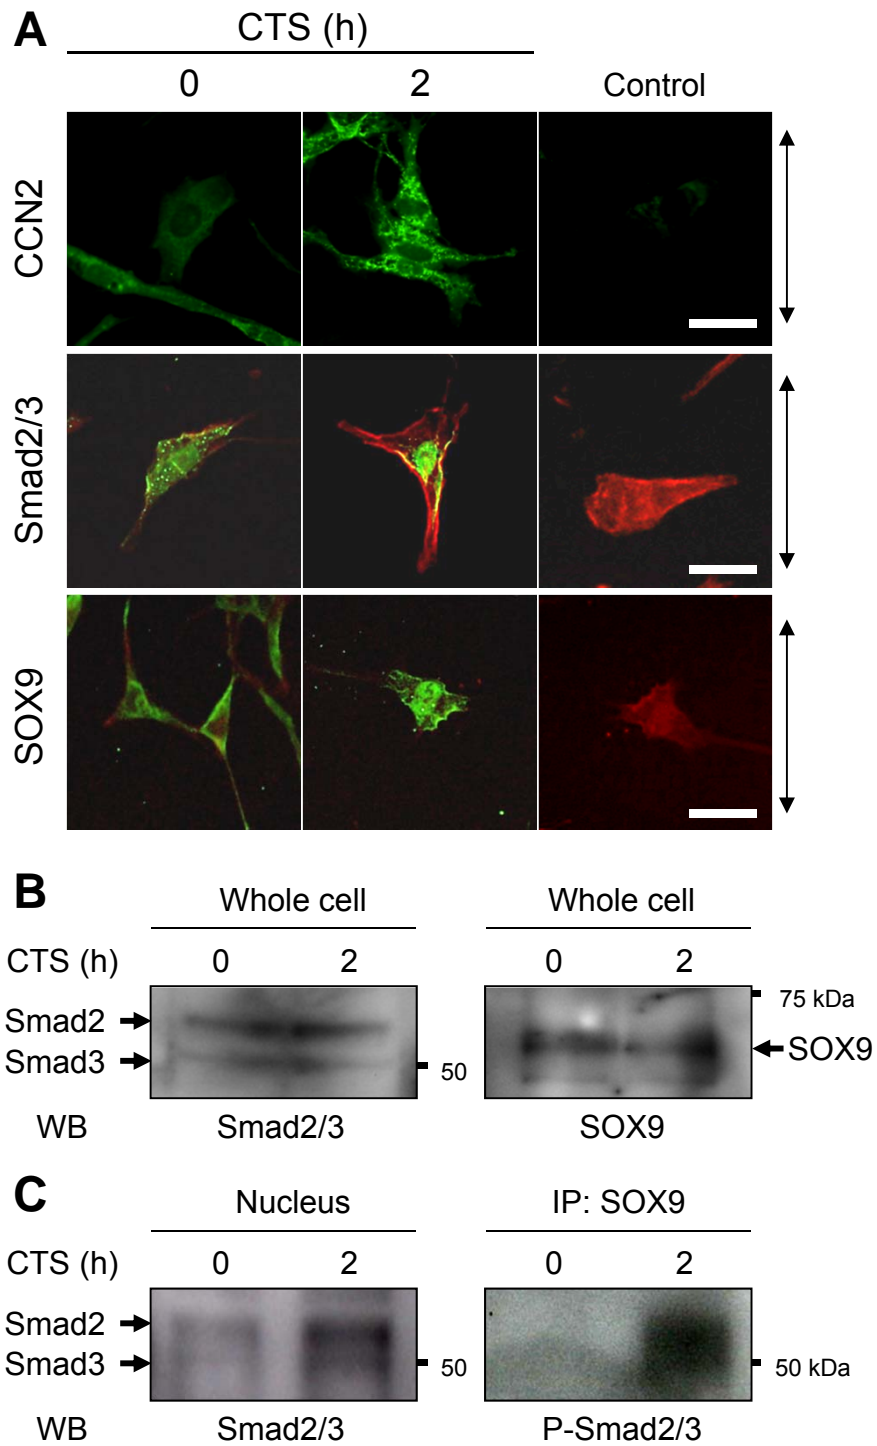 A
CTS (h)
0 2 Control
CCN2
Smad2/3
SOX9
B
Whole cell Whole cell
CTS (h) 0 2 0 2
75 kDa
Smad2
SOX9
Smad3
50
WB Smad2/3 SOX9
C
Nucleus IP: SOX9
CTS (h) 0 2 0 2
Smad2
Smad3
50 50 kDa
WB Smad2/3 P-Smad2/3